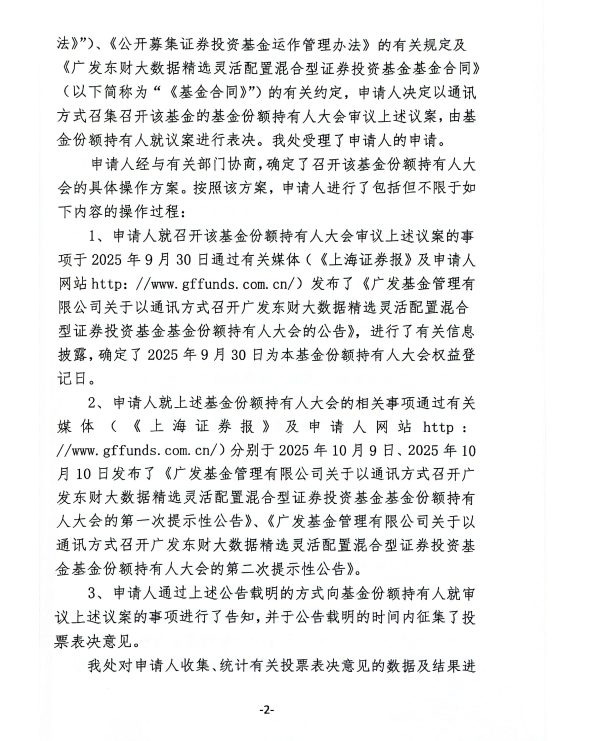 法》”)、《公开募集证券投资基金运作管理办法》的有关规定及
《广发东财大数据精选灵活配置混合型证券投资基金基金合同》
（以下简称为“《基金合同》”）的有关约定，申请人决定以通讯
方式召集召开该基金的基金份额持有人大会审议上述议案，由基
金份额持有人就议案进行表决。我处受理了申请人的申请。
申请人经与有关部门协商，确定了召开该基金份额持有人大
会的具体操作方案。按照该方案，申请人进行了包括但不限于如
下内容的操作过程：
1、申请人就召开该基金份额持有人大会审议上述议案的事
项于 2025 年 9 月 30 日通过有关媒体（《上海证券报》及申请人
网站 http: //www.gffunds.com.cn/）发布了《广发基金管理有
限公司关于以通讯方式召开广发东财大数据精选灵活配置混合
型证券投资基金基金份额持有人大会的公告》，进行了有关信息
披露，确定了 2025 年 9 月 30 日为本基金份额持有人大会权益登
记日。
2、申请人就上述基金份额持有人大会的相关事项通过有关
媒体（《上海证券报》及申请人网站 http：
//www.gffunds.com.cn/）分别于 2025 年 10 月 9 日、2025 年 10
月 10 日发布了《广发基金管理有限公司关于以通讯方式召开广
发东财大数据精选灵活配置混合型证券投资基金基金份额持有
人大会的第一次提示性公告》、《广发基金管理有限公司关于以
通讯方式召开广发东财大数据精选灵活配置混合型证券投资基
金基金份额持有人大会的第二次提示性公告》。
3、申请人通过上述公告载明的方式向基金份额持有人就审
议上述议案的事项进行了告知，并于公告载明的时间内征集了投
票表决意见。
我处对申请人收集、统计有关投票表决意见的数据及结果进
-2-